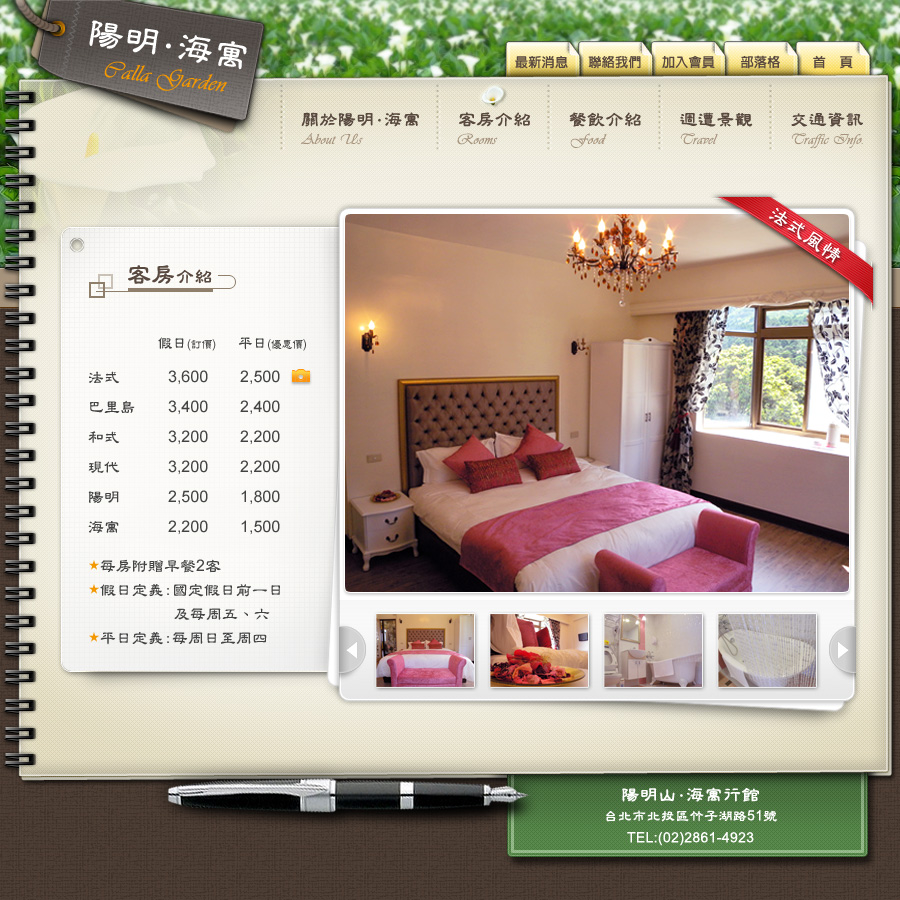 陽明·海寓
Calla Garden
最新消息 聯絡我們 加入會員 部落格 首 頁
關於陽明·海寓 客房介紹 餐飲介紹 週遭景觀 交通資訊
About Us Rooms Food Travel Traffic Info.
法式風情
客房介紹
假日(訂價) 平日(優惠價)
法式 3,600 2,500
巴里島 3,400 2,400
和式 3,200 2,200
現代 3,200 2,200
陽明 2,500 1,800
海寓 2,200 1,500
★每房附贈早餐2客
★假日定義:國定假日前一日
及每周五、六
★平日定義:每周日至周四
陽明山·海寓行館
台北市北投區竹子湖路51號
TEL:(02)2861-4923